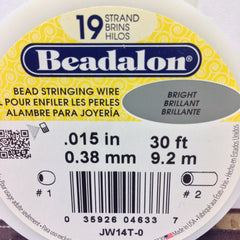 19 STRAND
BRINS
HILOS
Beadalon®
BEAD STRINGING WIRE
POUR ENFILER LES PERLES
ALAMBRE PARA JOYERÍA
BRIGHT
BRILLANT
BRILLANTE
.015 in 30 ft
0.38 mm 9.2 m
# 1 # 2
0 35926 04633 7
JW14T-0